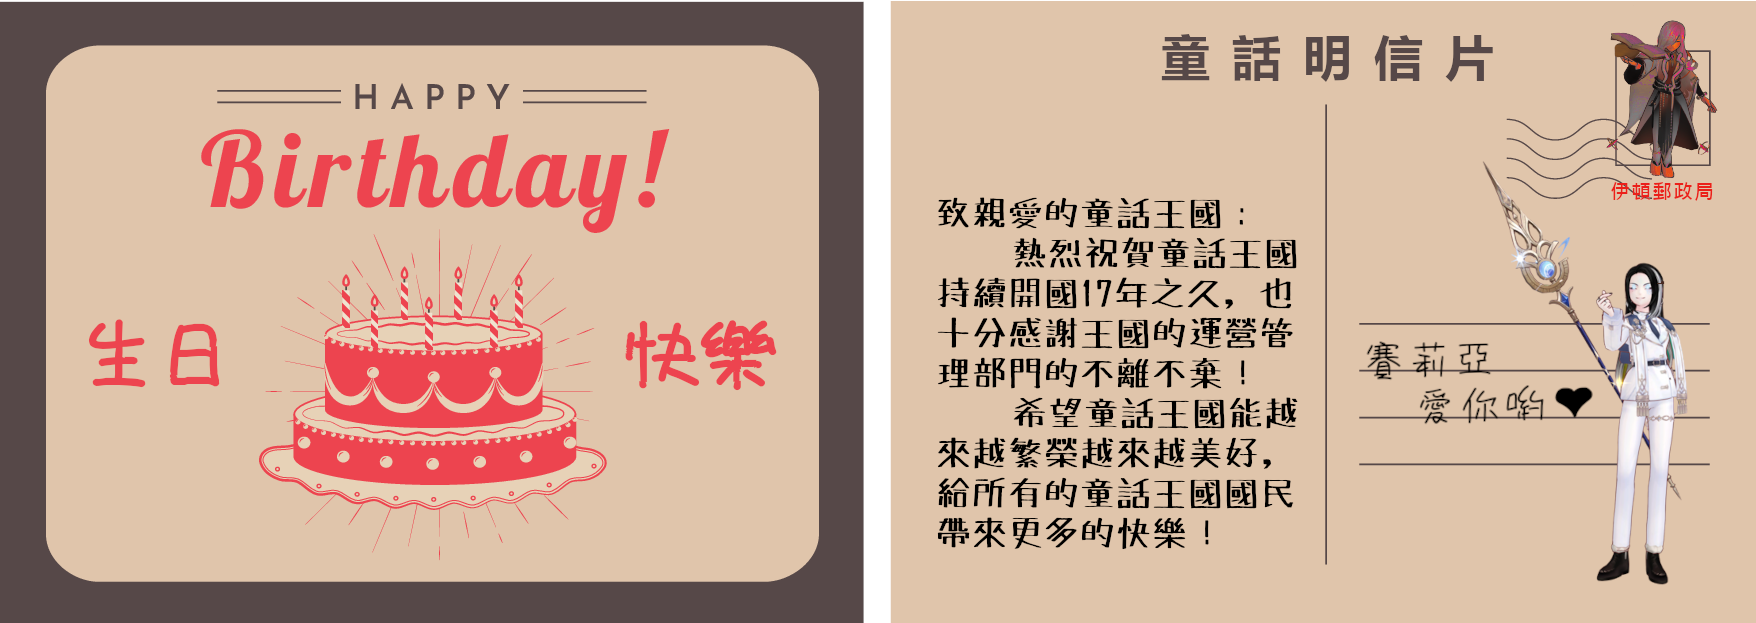 HAPPY
Birthday!
生日 快樂
童話明信片
伊頓郵政局
致親愛的童話王國：
熱烈祝賀童話王國
持續開國17年之久，也
十分感謝王國的運營管
理部門的不離不棄！
希望童話王國能越
來越繁榮越來越美好，
給所有的童話王國國民
帶來更多的快樂！
賽莉亞
愛你喲